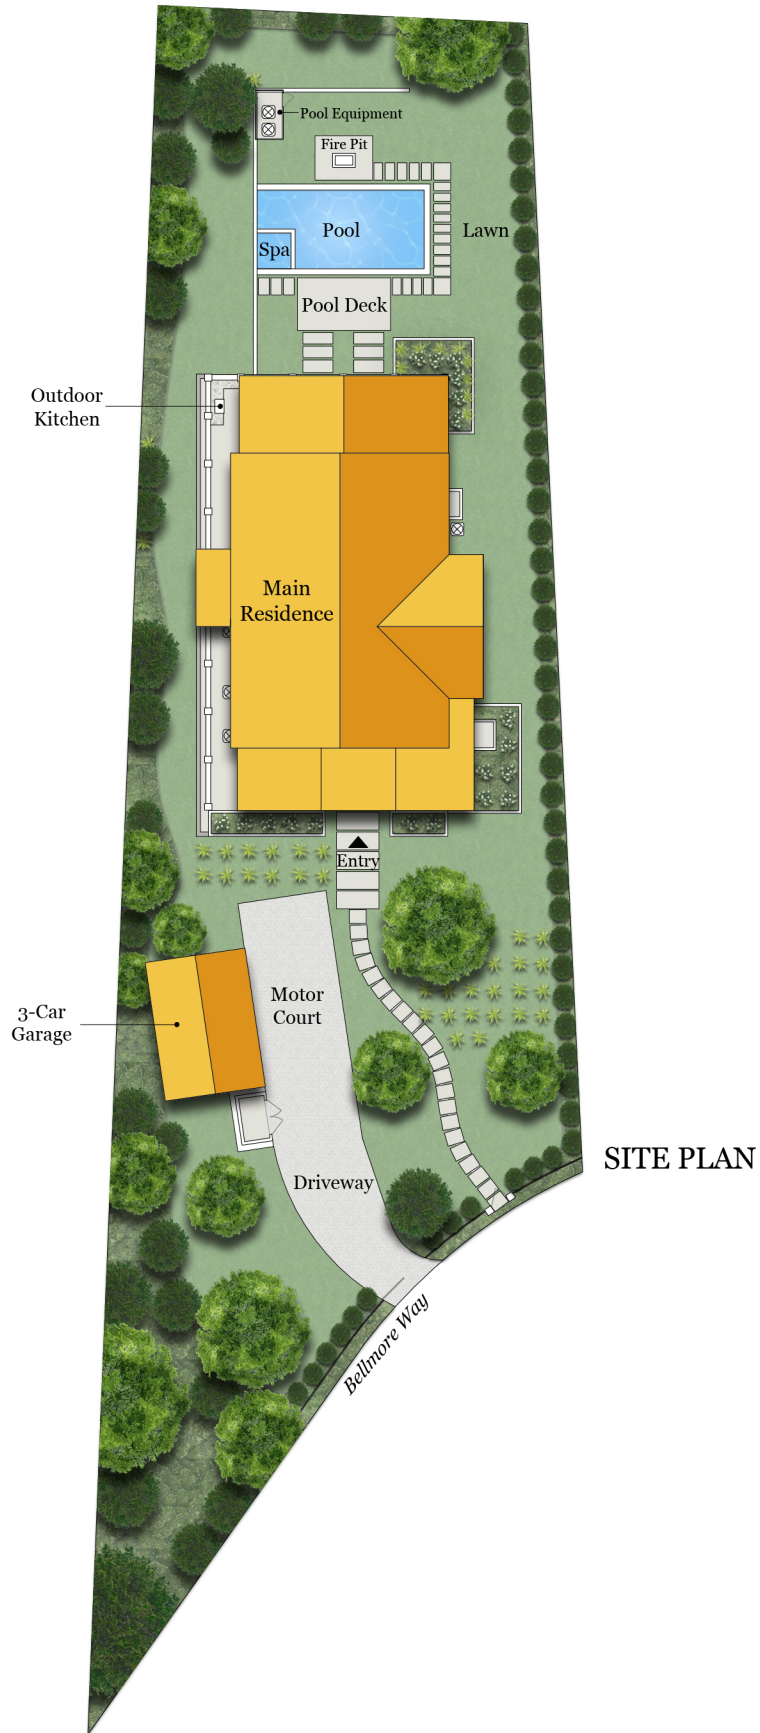 Pool Equipment
Fire Pit
Pool
Lawn
Spa
Pool Deck
Outdoor
Kitchen
Main
Residence
Entry
Motor
Court
3-Car
Garage
SITE PLAN
Driveway
Bellmore Way